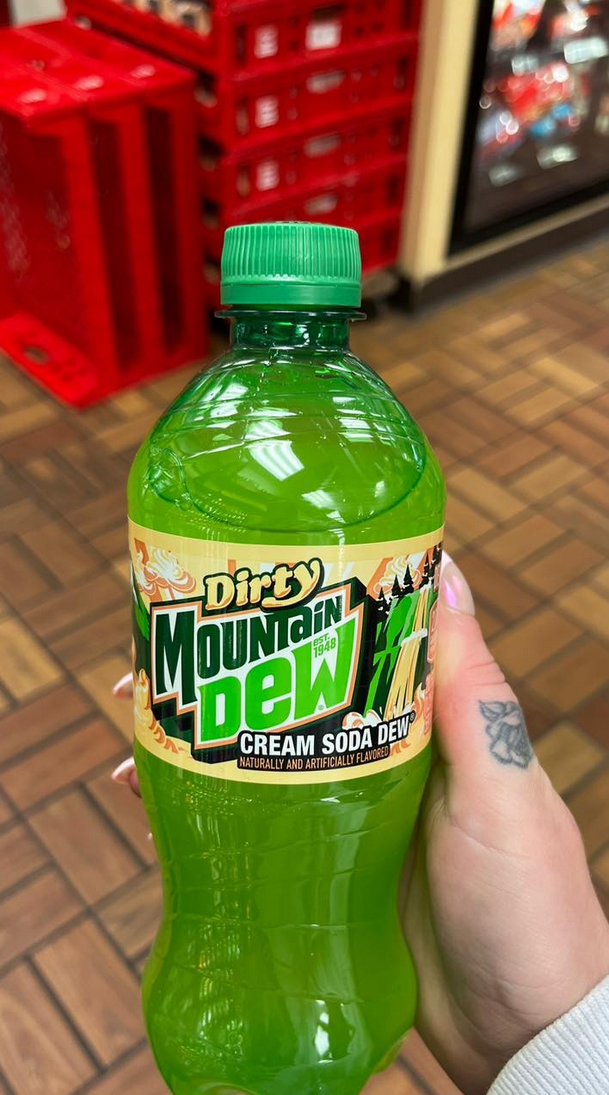 Dirty
MOUNTaiN
DeW
EST.
1948
CREAM SODA DEW®
NATURALLY AND ARTIFICIALLY FLAVORED